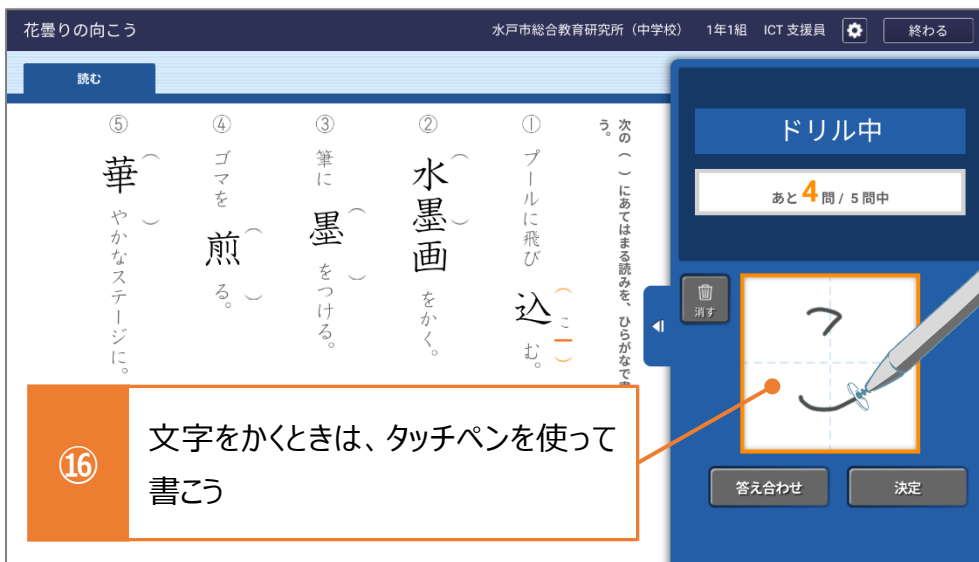 花曇りの向こう
水戸市総合教育研究所（中学校） 1年1組 ICT 支援員 終わる
読む
次の（ ）にあてはまる読みを、ひらがなで
う。
① プールに飛び込（こ）む。
② 水墨画（ ）をかく。
③ 筆に墨（ ）をつける。
④ ゴマを煎（ ）る。
⑤ 華（ ）やかなステージに。
ドリル中
あと 4 問 / 5 問中
消す
こ
答え合わせ
決定
⑯
文字をかくときは、タッチペンを使って
書こう